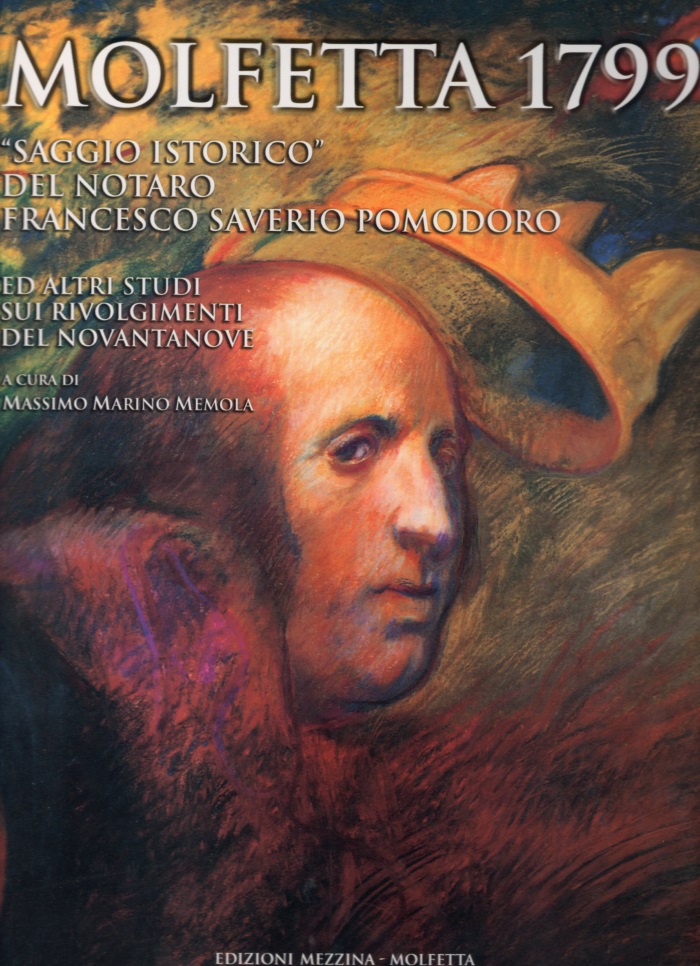 MOLFETTA 1799
"SAGGIO ISTORICO"
DEL NOTARO
FRANCESCO SAVERIO POMODORO
ED ALTRI STUDI
SUI RIVOLGIMENTI
DEL NOVANTANOVE
A CURA DI
MASSIMO MARINO MEMOLA
EDIZIONI MEZZINA - MOLFETTA